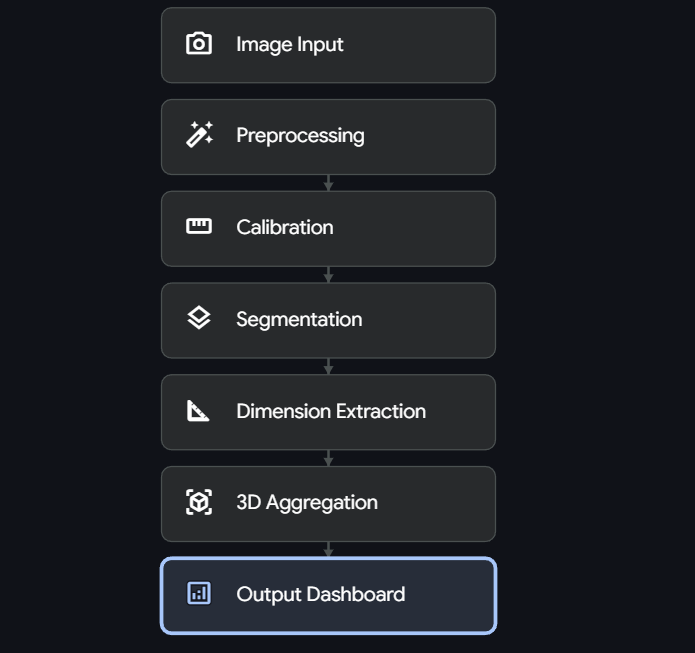 Image Input
Preprocessing
Calibration
Segmentation
Dimension Extraction
3D Aggregation
Output Dashboard